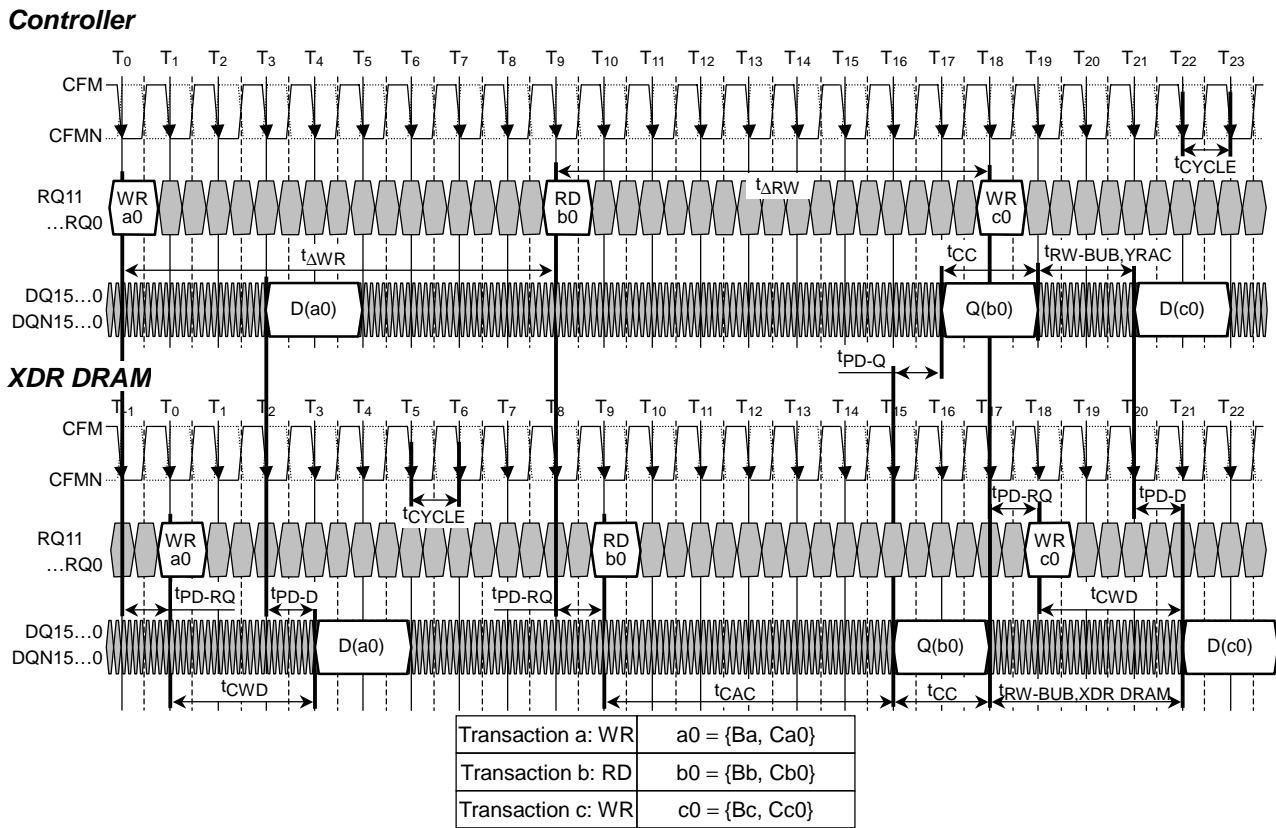 Controller
T0 T1 T2 T3 T4 T5 T6 T7 T8 T9 T10 T11 T12 T13 T14 T15 T16 T17 T18 T19 T20 T21 T22 T23
CFM
CFMN
tCYCLE
tΔRW
RQ11
...RQ0
WR a0
RD b0
WR c0
tΔWR
tCC
tRW-BUB,YRAC
DQ15...0
DQN15...0
D(a0)
Q(b0)
D(c0)
tPD-Q
XDR DRAM
T-1 T0 T1 T2 T3 T4 T5 T6 T7 T8 T9 T10 T11 T12 T13 T14 T15 T16 T17 T18 T19 T20 T21 T22
CFM
CFMN
tCYCLE
tPD-RQ
tPD-D
RQ11
...RQ0
WR a0
RD b0
WR c0
tPD-RQ
tPD-D
tPD-RQ
tCWD
DQ15...0
DQN15...0
D(a0)
Q(b0)
D(c0)
tCWD
tCAC
tCC
tRW-BUB,XDR DRAM
Transaction a: WR a0 = {Ba, Ca0}
Transaction b: RD b0 = {Bb, Cb0}
Transaction c: WR c0 = {Bc, Cc0}